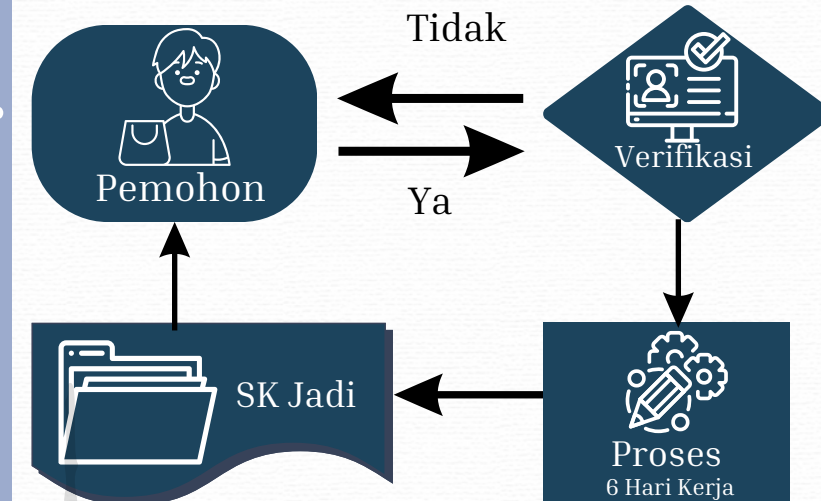 Tidak
Pemohon
Verifikasi
Ya
SK Jadi
Proses
6 Hari Kerja